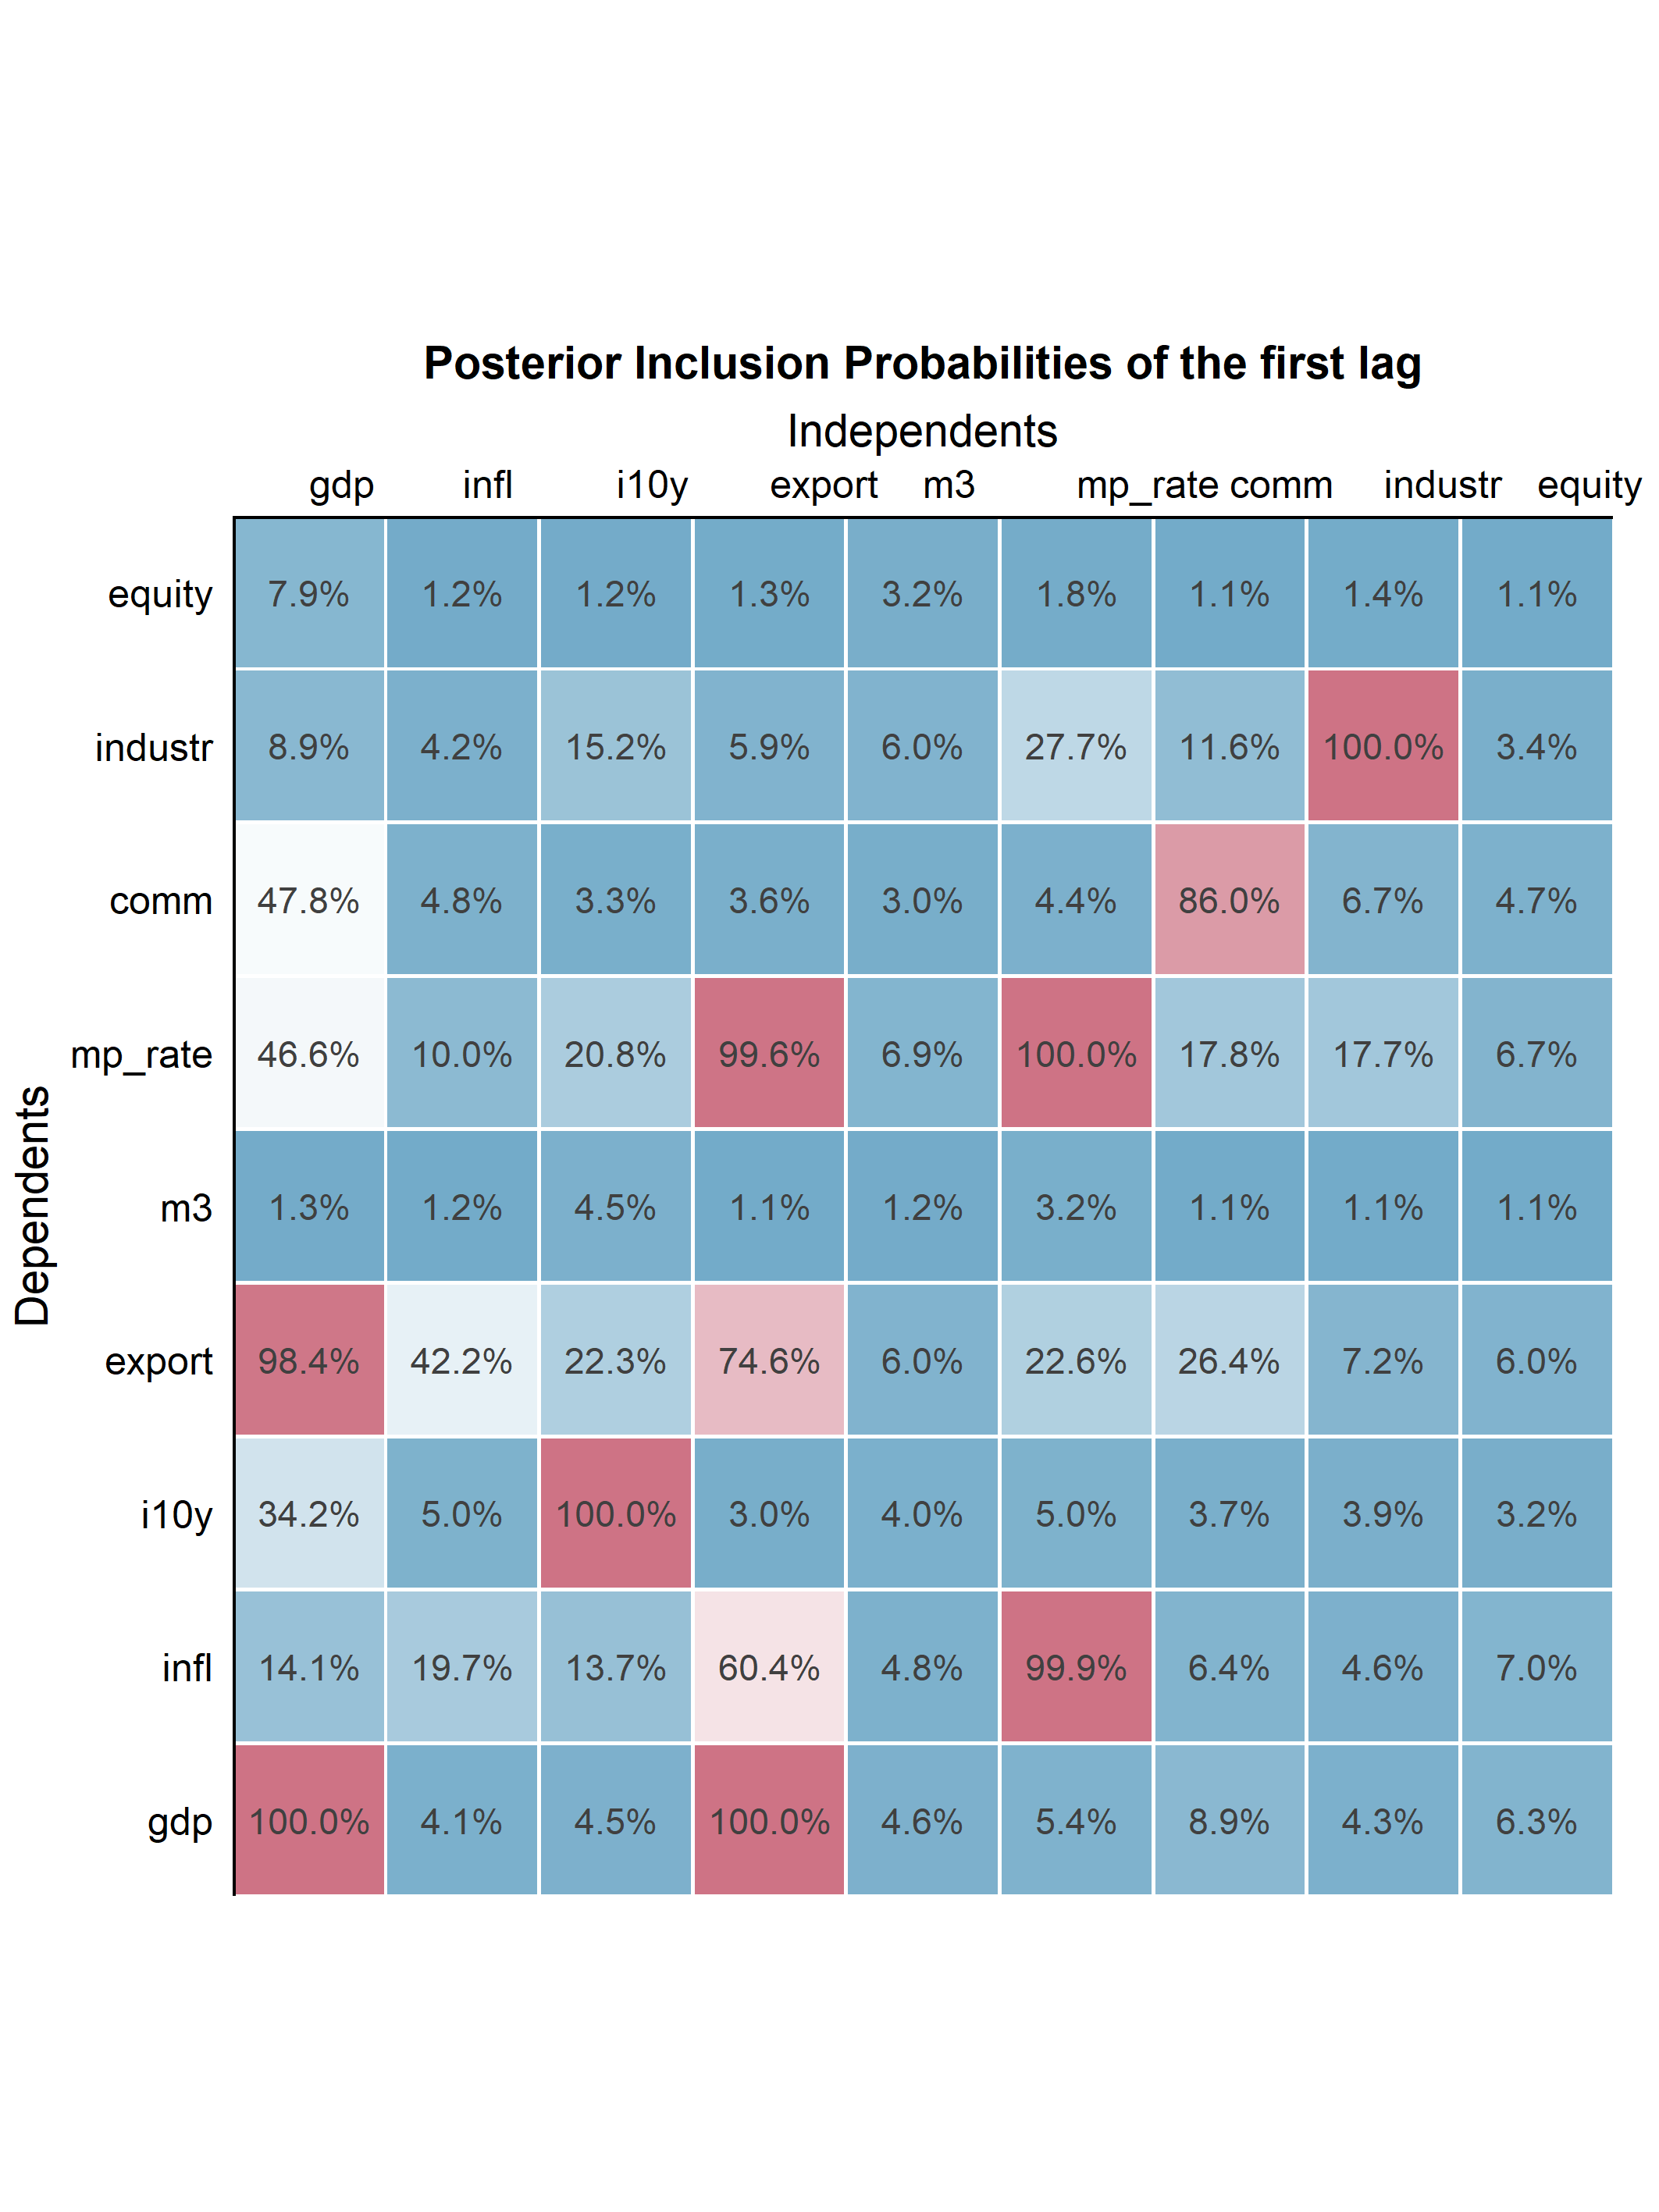 Posterior Inclusion Probabilities of the first lag
Independents
gdp infl i10y export m3 mp_rate comm industr equity
equity 7.9% 1.2% 1.2% 1.3% 3.2% 1.8% 1.1% 1.4% 1.1%
industr 8.9% 4.2% 15.2% 5.9% 6.0% 27.7% 11.6% 100.0% 3.4%
comm 47.8% 4.8% 3.3% 3.6% 3.0% 4.4% 86.0% 6.7% 4.7%
mp_rate 46.6% 10.0% 20.8% 99.6% 6.9% 100.0% 17.8% 17.7% 6.7%
m3 1.3% 1.2% 4.5% 1.1% 1.2% 3.2% 1.1% 1.1% 1.1%
export 98.4% 42.2% 22.3% 74.6% 6.0% 22.6% 26.4% 7.2% 6.0%
i10y 34.2% 5.0% 100.0% 3.0% 4.0% 5.0% 3.7% 3.9% 3.2%
infl 14.1% 19.7% 13.7% 60.4% 4.8% 99.9% 6.4% 4.6% 7.0%
gdp 100.0% 4.1% 4.5% 100.0% 4.6% 5.4% 8.9% 4.3% 6.3%
Dependents